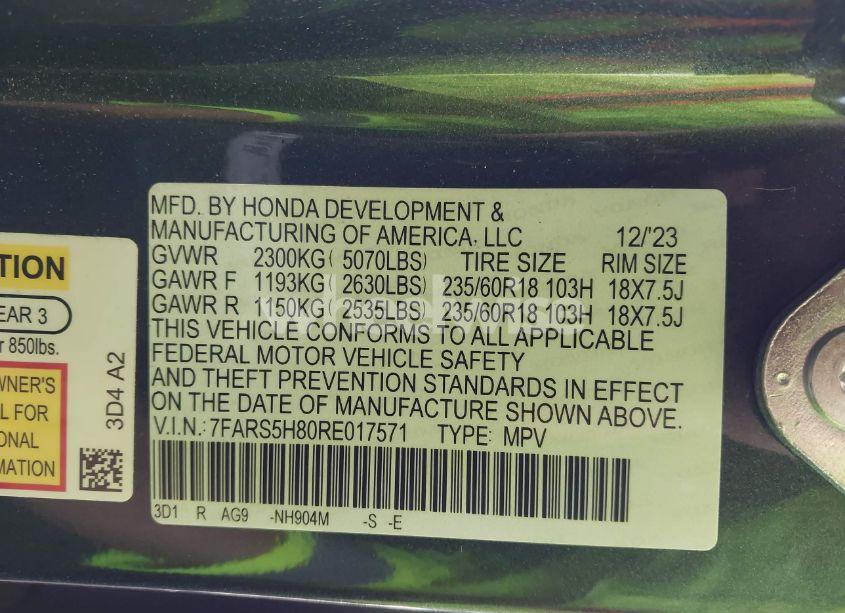 MFD. BY HONDA DEVELOPMENT &
MANUFACTURING OF AMERICA, LLC 12/'23
GVWR 2300KG( 5070LBS) TIRE SIZE RIM SIZE
GAWR F 1193KG( 2630LBS) 235/60R18 103H 18X7.5J
GAWR R 1150KG( 2535LBS) 235/60R18 103H 18X7.5J
THIS VEHICLE CONFORMS TO ALL APPLICABLE
FEDERAL MOTOR VEHICLE SAFETY
AND THEFT PREVENTION STANDARDS IN EFFECT
ON THE DATE OF MANUFACTURE SHOWN ABOVE.
V.I.N.: 7FARS5H80RE017571 TYPE: MPV
3D1 R AG9 -NH904M -S -E
TION
EAR 3
850lbs.
WNER'S
L FOR
ONAL
MATION
3D4 A2